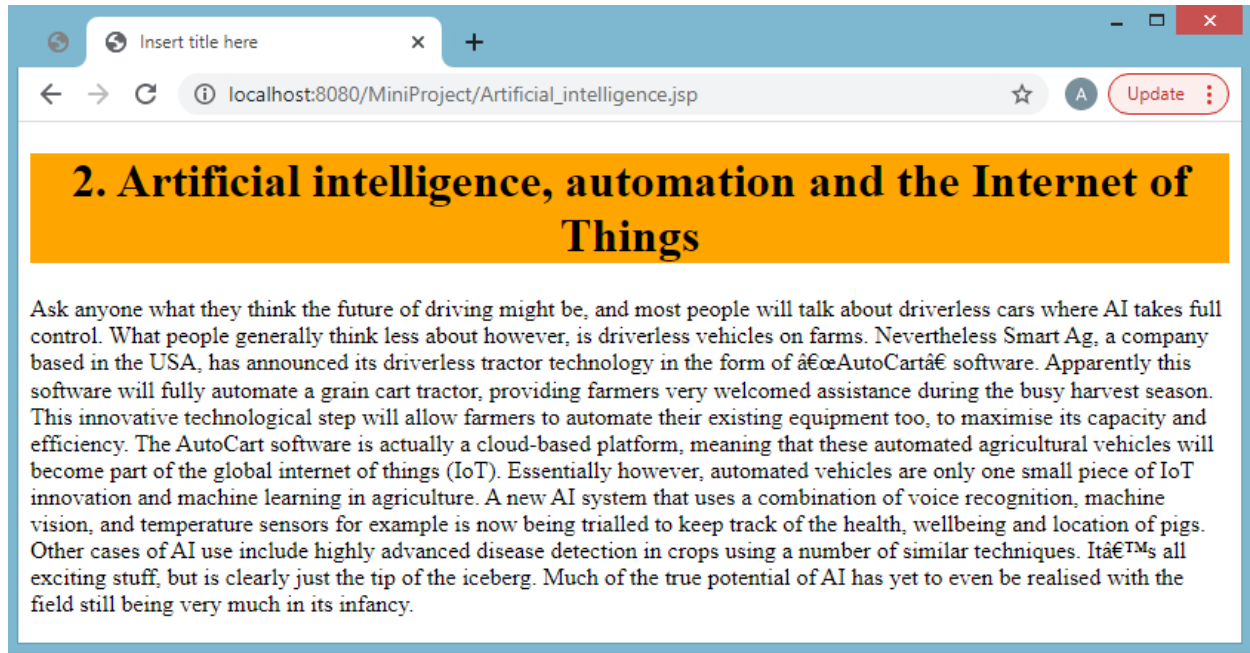 Insert title here
localhost:8080/MiniProject/Artificial_intelligence.jsp
A
Update
2. Artificial intelligence, automation and the Internet of
Things
Ask anyone what they think the future of driving might be, and most people will talk about driverless cars where AI takes full
control. What people generally think less about however, is driverless vehicles on farms. Nevertheless Smart Ag, a company
based in the USA, has announced its driverless tractor technology in the form of â€œAutoCartâ€ software. Apparently this
software will fully automate a grain cart tractor, providing farmers very welcomed assistance during the busy harvest season.
This innovative technological step will allow farmers to automate their existing equipment too, to maximise its capacity and
efficiency. The AutoCart software is actually a cloud-based platform, meaning that these automated agricultural vehicles will
become part of the global internet of things (IoT). Essentially however, automated vehicles are only one small piece of IoT
innovation and machine learning in agriculture. A new AI system that uses a combination of voice recognition, machine
vision, and temperature sensors for example is now being trialled to keep track of the health, wellbeing and location of pigs.
Other cases of AI use include highly advanced disease detection in crops using a number of similar techniques. Itâ€™s all
exciting stuff, but is clearly just the tip of the iceberg. Much of the true potential of AI has yet to even be realised with the
field still being very much in its infancy.